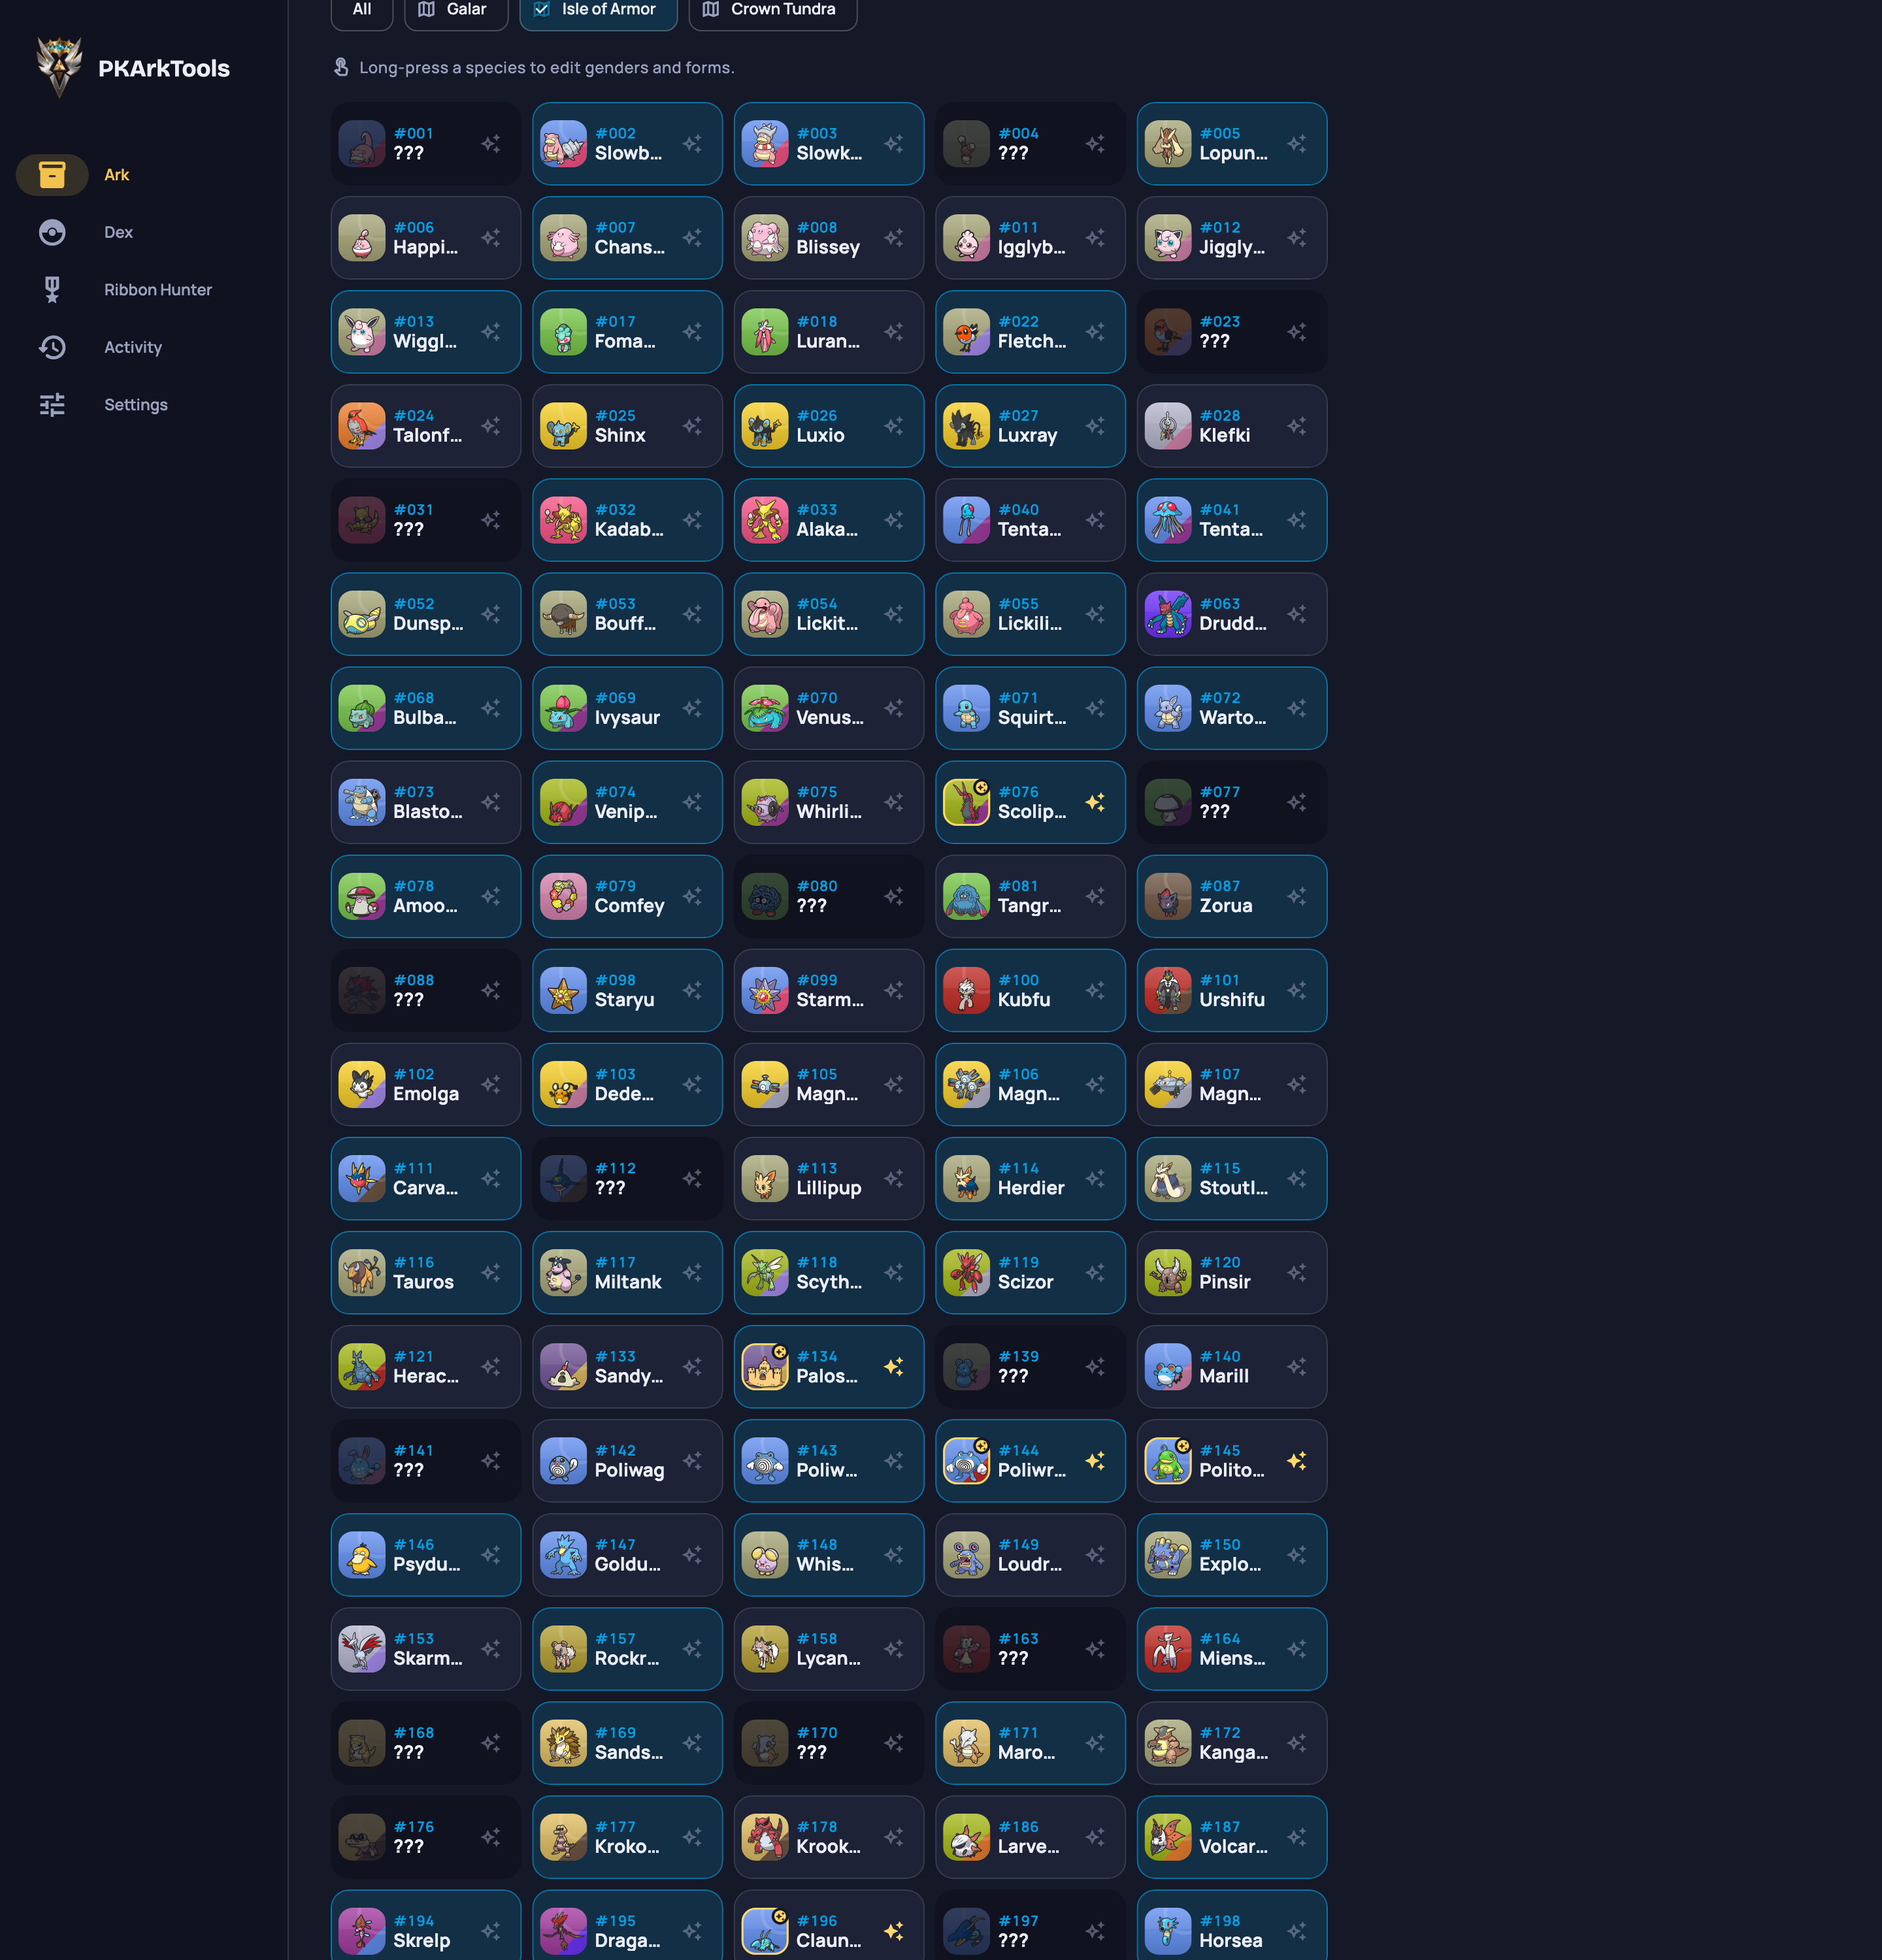 All
Galar
Isle of Armor
Crown Tundra
PKArkTools
Long-press a species to edit genders and forms.
Ark
Dex
Ribbon Hunter
Activity
Settings
#001
???
#002
Slowb...
#003
Slowk...
#004
???
#005
Lopun...
#006
Happi...
#007
Chans...
#008
Blissey
#011
Igglyb...
#012
Jiggly...
#013
Wiggl...
#017
Foma...
#018
Luran...
#022
Fletch...
#023
???
#024
Talonf...
#025
Shinx
#026
Luxio
#027
Luxray
#028
Klefki
#031
???
#032
Kadab...
#033
Alaka...
#040
Tenta...
#041
Tenta...
#052
Dunsp...
#053
Bouff...
#054
Lickit...
#055
Lickili...
#063
Drudd...
#068
Bulba...
#069
Ivysaur
#070
Venus...
#071
Squirt...
#072
Warto...
#073
Blasto...
#074
Venip...
#075
Whirli...
#076
Scolip...
#077
???
#078
Amoo...
#079
Comfey
#080
???
#081
Tangr...
#087
Zorua
#088
???
#098
Staryu
#099
Starm...
#100
Kubfu
#101
Urshifu
#102
Emolga
#103
Dede...
#105
Magn...
#106
Magn...
#107
Magn...
#111
Carva...
#112
???
#113
Lillipup
#114
Herdier
#115
Stoutl...
#116
Tauros
#117
Miltank
#118
Scyth...
#119
Scizor
#120
Pinsir
#121
Herac...
#133
Sandy...
#134
Palos...
#139
???
#140
Marill
#141
???
#142
Poliwag
#143
Poliw...
#144
Poliwr...
#145
Polito...
#146
Psydu...
#147
Goldu...
#148
Whis...
#149
Loudr...
#150
Explo...
#153
Skarm...
#157
Rockr...
#158
Lycan...
#163
???
#164
Miens...
#168
???
#169
Sands...
#170
???
#171
Maro...
#172
Kanga...
#176
???
#177
Kroko...
#178
Krook...
#186
Larve...
#187
Volcar...
#194
Skrelp
#195
Draga...
#196
Claun...
#197
???
#198
Horsea